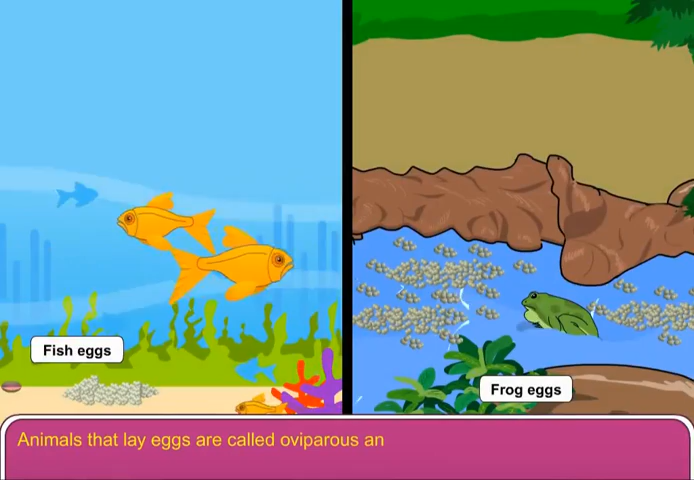 Fish eggs
Frog eggs
Animals that lay eggs are called oviparous an